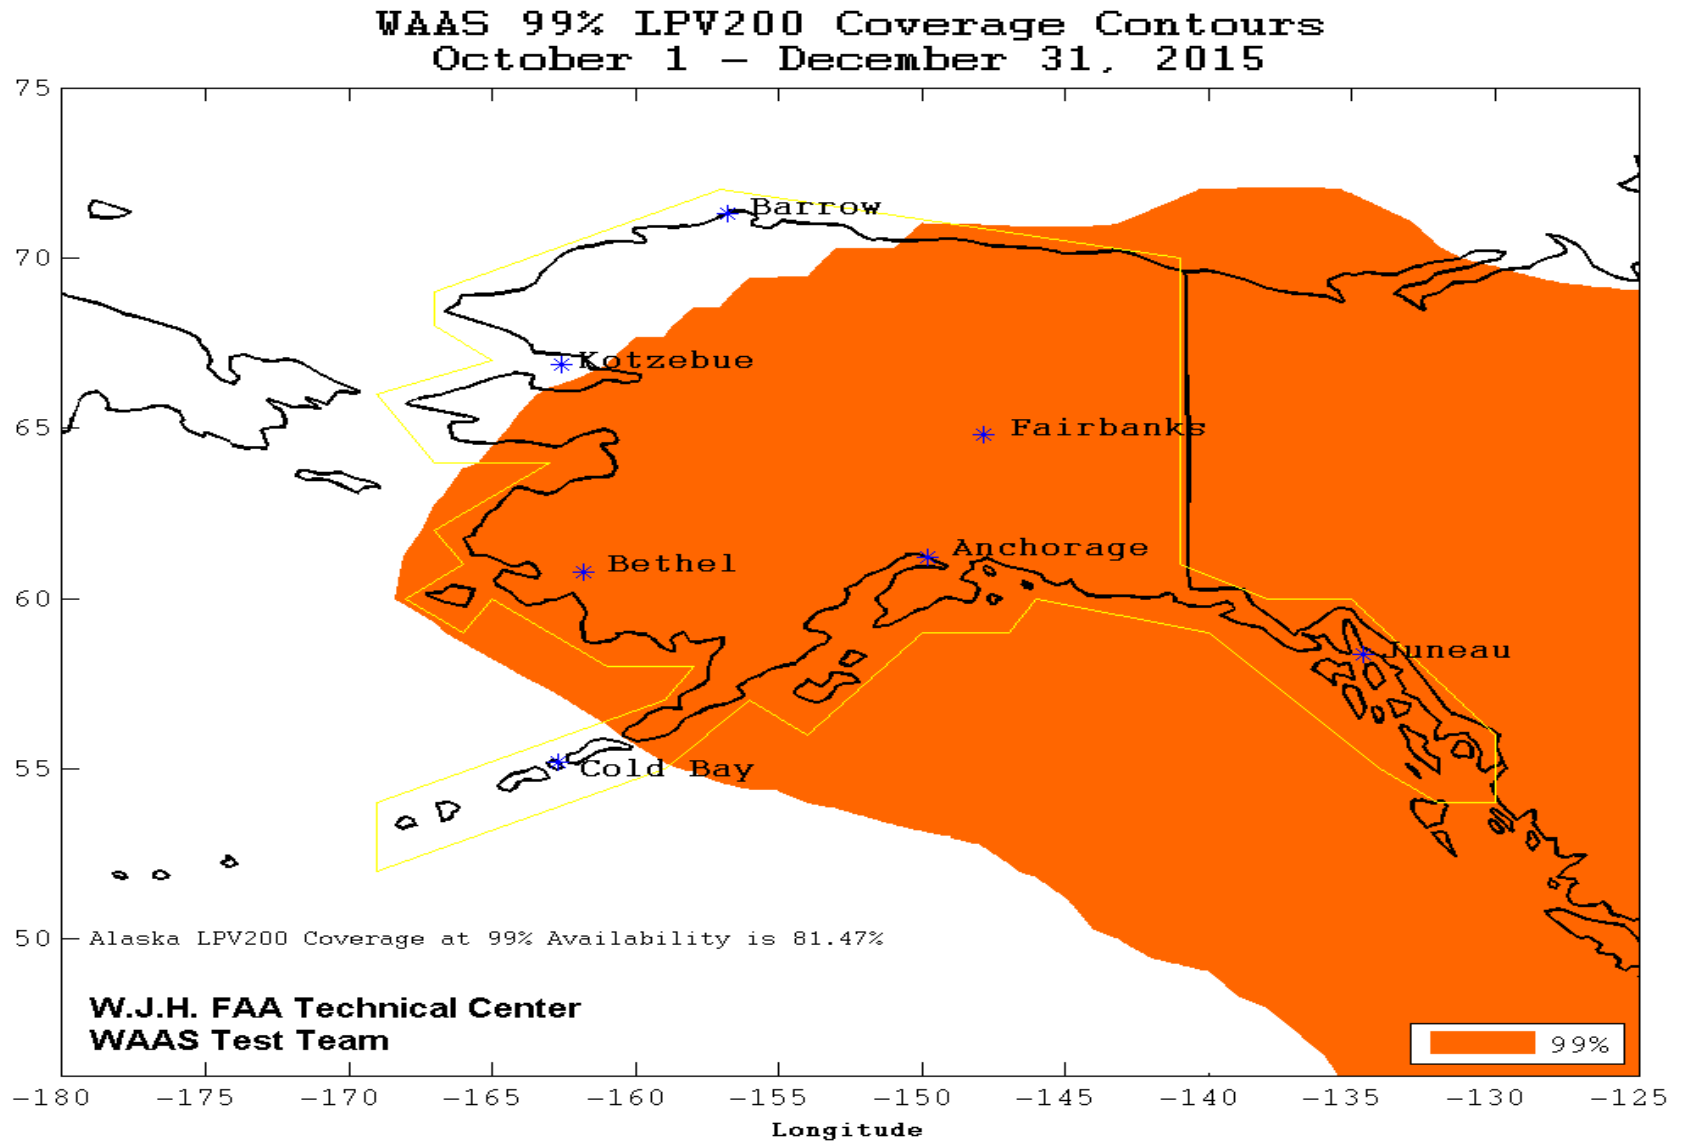 WAAS 99% LPV200 Coverage Contours
October 1 – December 31, 2015
75
70
65
60
55
50
Barrow
Kotzebue
Fairbanks
Anchorage
Bethel
Juneau
Cold Bay
Alaska LPV200 Coverage at 99% Availability is 81.47%
W.J.H. FAA Technical Center
WAAS Test Team
99%
−180 −175 −170 −165 −160 −155 −150 −145 −140 −135 −130 −125
Longitude